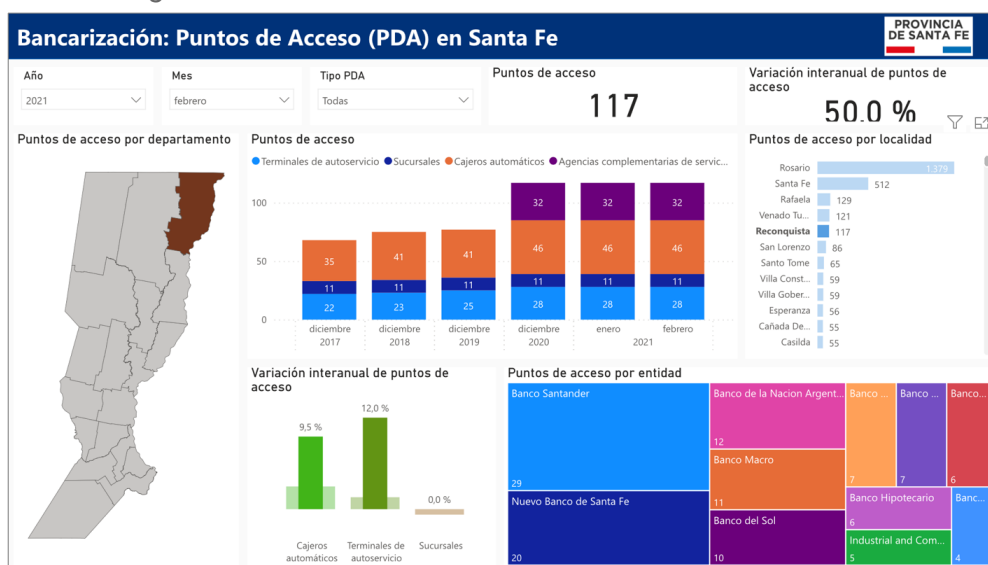 Bancarización: Puntos de Acceso (PDA) en Santa Fe
PROVINCIA
DE SANTA FE
Año
2021
Mes
febrero
Tipo PDA
Todas
Puntos de acceso
117
Variación interanual de puntos de
acceso
50,0 %
Puntos de acceso por departamento
Puntos de acceso
Terminales de autoservicio Sucursales Cajeros automáticos Agencias complementarias de servic...
100
50
0
35
11
22
41
11
23
41
11
25
32
46
11
28
32
46
11
28
32
46
11
28
diciembre diciembre diciembre diciembre enero febrero
2017 2018 2019 2020 2021
Puntos de acceso por localidad
Rosario 1.379
Santa Fe 512
Rafaela 129
Venado Tu... 121
Reconquista 117
San Lorenzo 86
Santo Tome 65
Villa Const... 59
Villa Gober... 59
Esperanza 56
Cañada De... 55
Casilda 55
Variación interanual de puntos de
acceso
9,5 %
12,0 %
0,0 %
Cajeros
automáticos
Terminales de
autoservicio
Sucursales
Puntos de acceso por entidad
Banco Santander
29
Nuevo Banco de Santa Fe
20
Banco de la Nacion Argent...
12
Banco Macro
11
Banco del Sol
10
Banco ...
7
Banco ...
7
Banco...
6
Banco Hipotecario
6
Industrial and Com...
5
Banc...
4